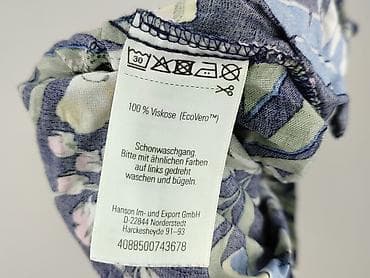 30
100 % Viskose (EcoVero™)
Schonwaschgang.
Bitte mit ähnlichen Farben
auf links gedreht
waschen und bügeln.
Hanson Im- und Export GmbH
D-22844 Norderstedt
Harckesheyde 91-93
4088500743678